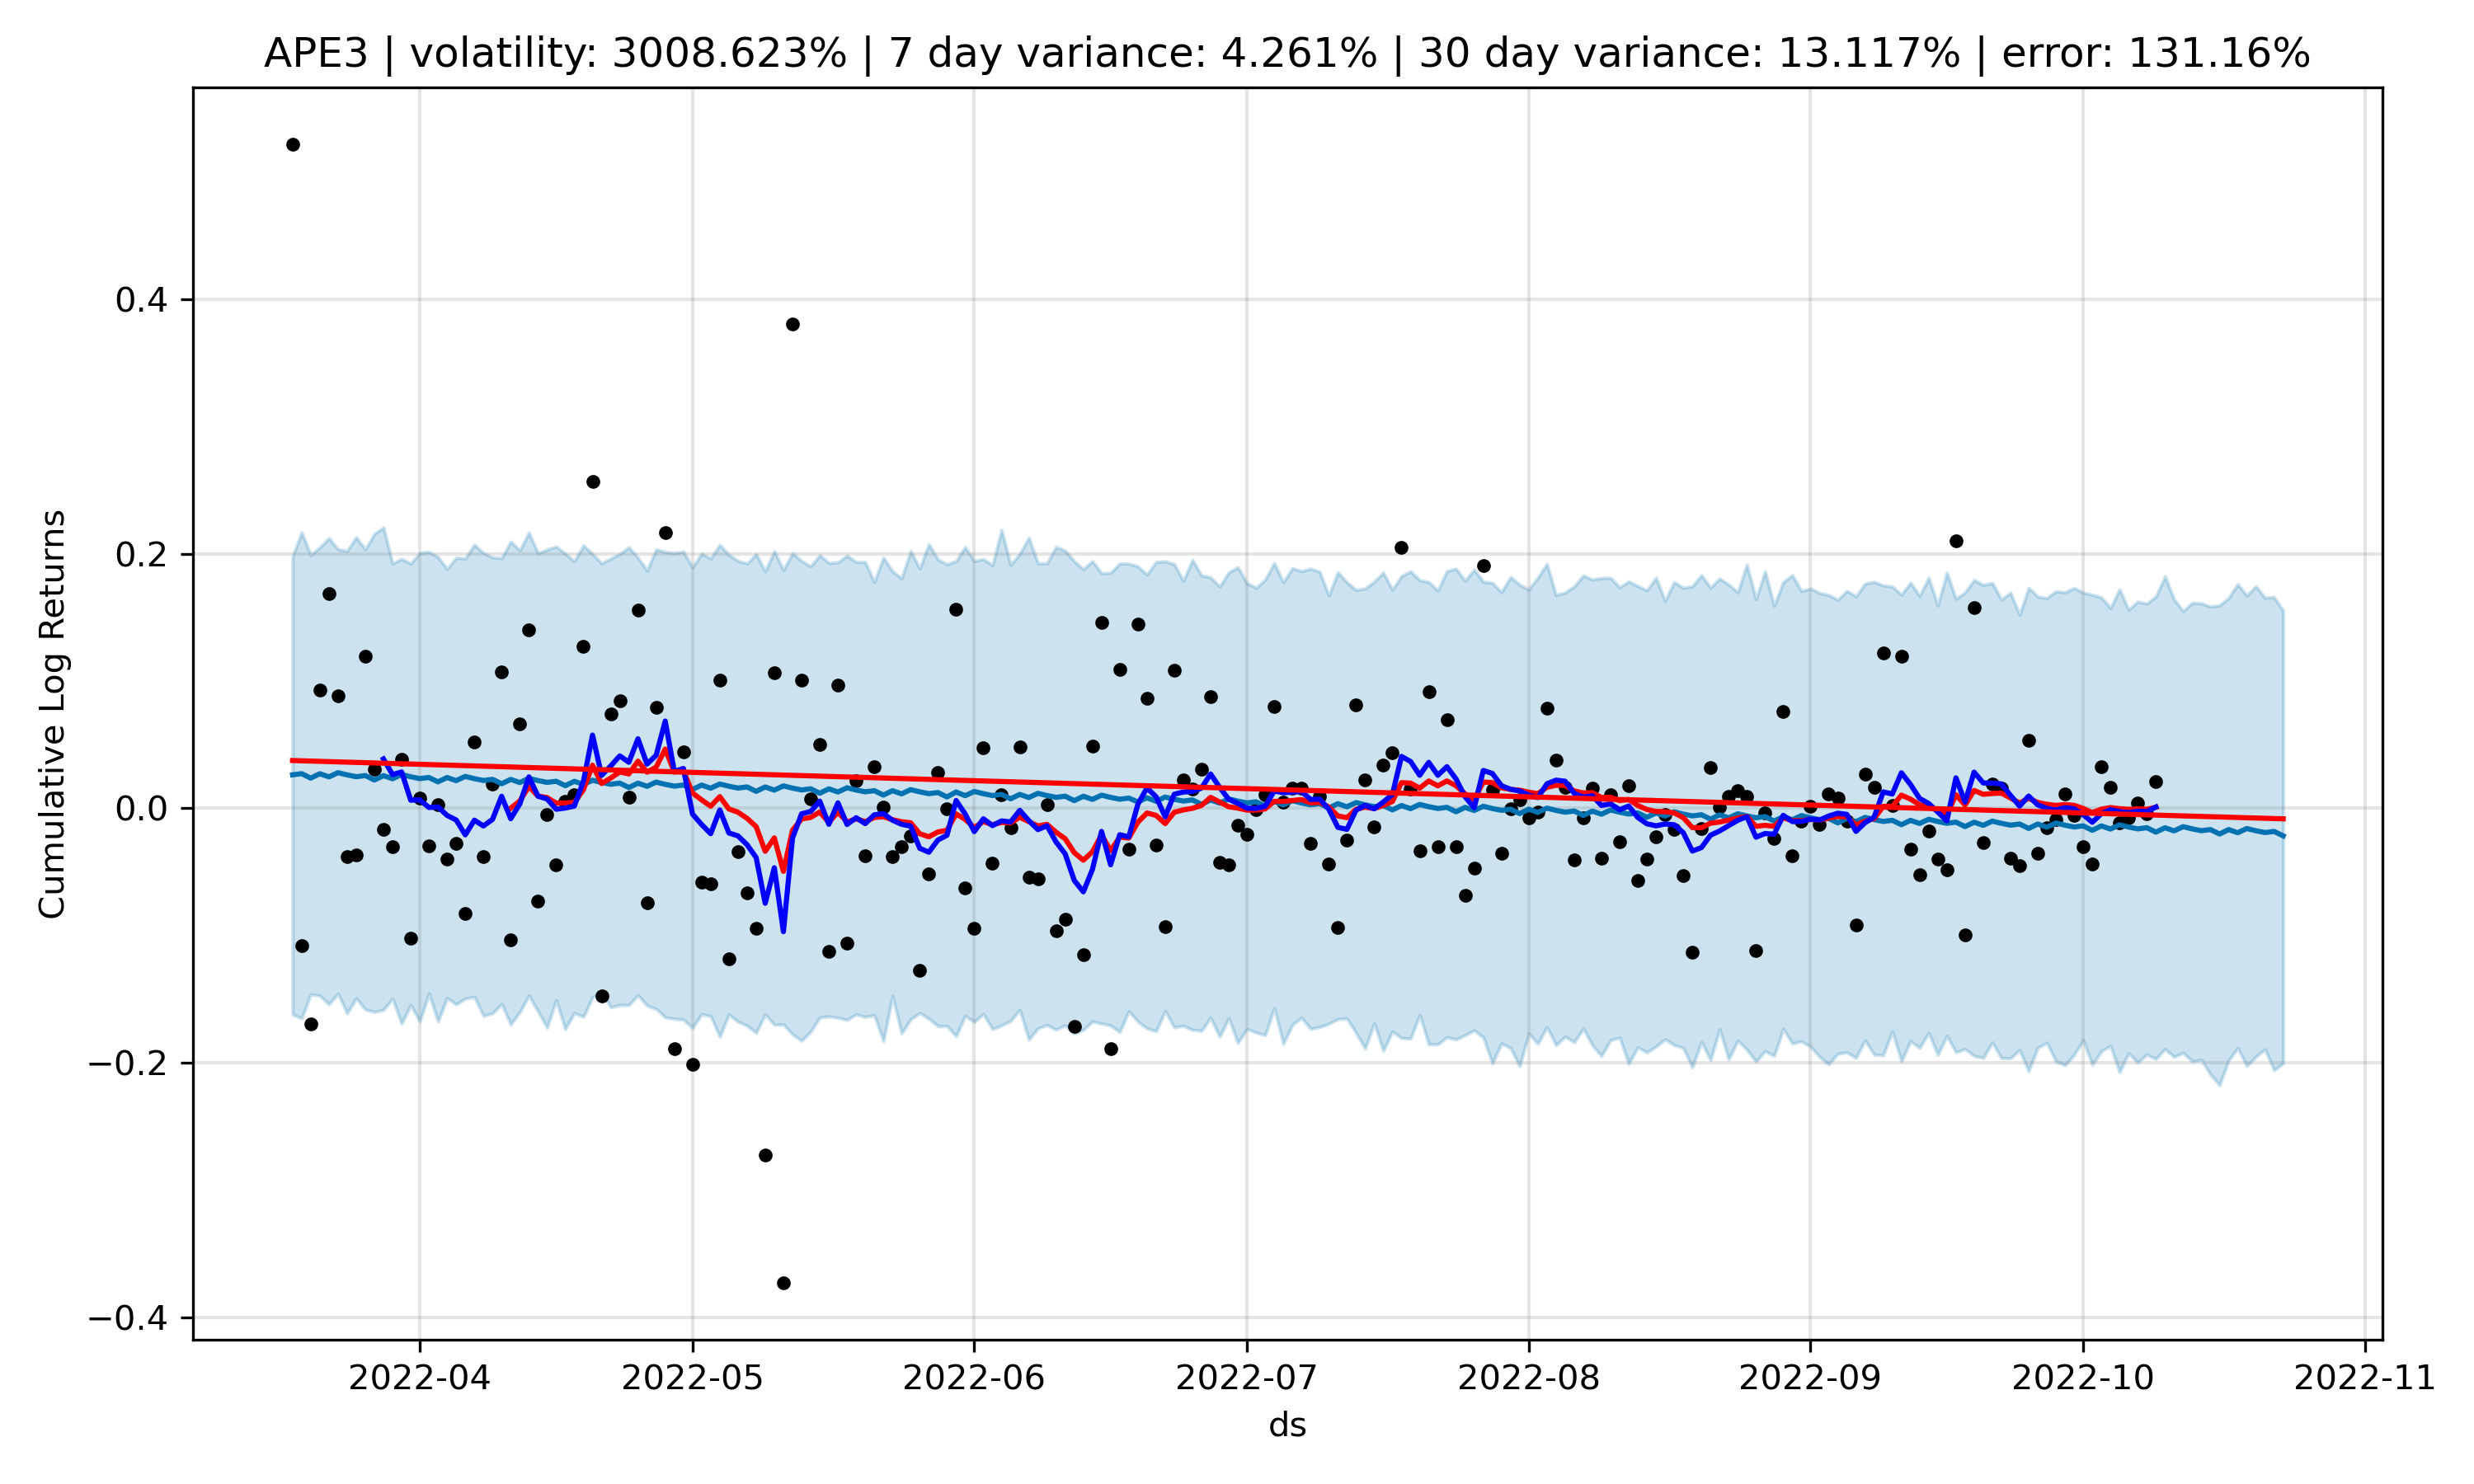 APE3 | volatility: 3008.623% | 7 day variance: 4.261% | 30 day variance: 13.117% | error: 131.16%
Cumulative Log Returns
0.4
0.2
0.0
−0.2
−0.4
2022-04 2022-05 2022-06 2022-07 2022-08 2022-09 2022-10 2022-11
ds